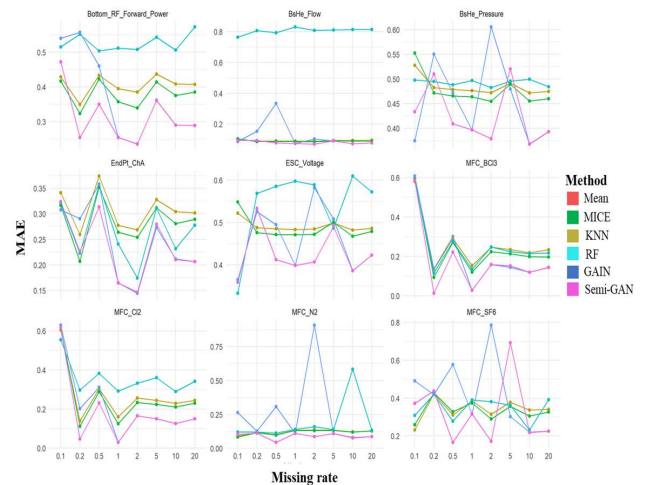 Bottom_RF_Forward_Power BsHe_Flow BsHe_Pressure
0.5
0.4
0.3
0.8
0.6
0.4
0.2
0.60
0.55
0.50
0.45
0.40
EndPt_ChA ESC_Voltage MFC_BCl3
0.35
0.30
0.25
0.20
0.15
0.6
0.5
0.4
0.6
0.4
0.2
0.0
MFC_Cl2 MFC_N2 MFC_SF6
0.6
0.4
0.2
0.0
0.75
0.50
0.25
0.00
0.8
0.6
0.4
0.2
0.1 0.2 0.5 1 2 5 10 20 0.1 0.2 0.5 1 2 5 10 20 0.1 0.2 0.5 1 2 5 10 20
MAE
Missing rate
Method
Mean
MICE
KNN
RF
GAIN
Semi-GAN